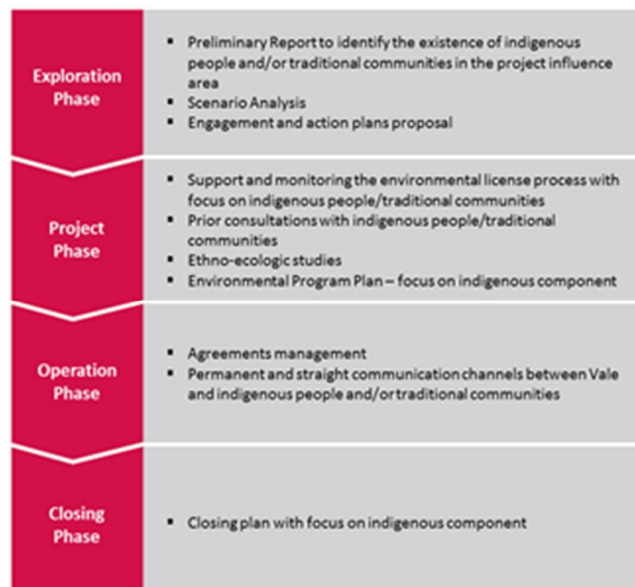 Exploration
Phase
▪ Preliminary Report to identify the existence of indigenous
people and/or traditional communities in the project influence
area
▪ Scenario Analysis
▪ Engagement and action plans proposal
Project
Phase
▪ Support and monitoring the environmental license process with
focus on indigenous people/traditional communities
▪ Prior consultations with indigenous people/traditional
communities
▪ Ethno-ecologic studies
▪ Environmental Program Plan – focus on indigenous component
Operation
Phase
▪ Agreements management
▪ Permanent and straight communication channels between Vale
and indigenous people and/or traditional communities
Closing
Phase
▪ Closing plan with focus on indigenous component